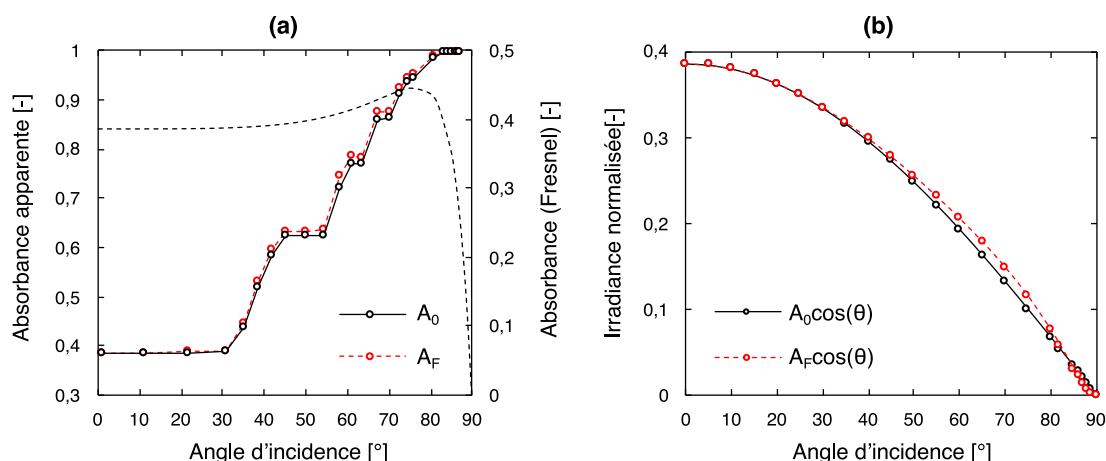 (a)
1
0,9
0,8
0,7
0,6
0,5
0,4
0,3
0 10 20 30 40 50 60 70 80 90
0,5
0,4
0,3
0,2
0,1
0
Absorbance apparente [-]
Absorbance (Fresnel) [-]
Angle d'incidence [°]
A0
AF
(b)
0,4
0,3
0,2
0,1
0
0 10 20 30 40 50 60 70 80 90
Irradiance normalisée[-]
Angle d'incidence [°]
A0cos(θ)
AFcos(θ)